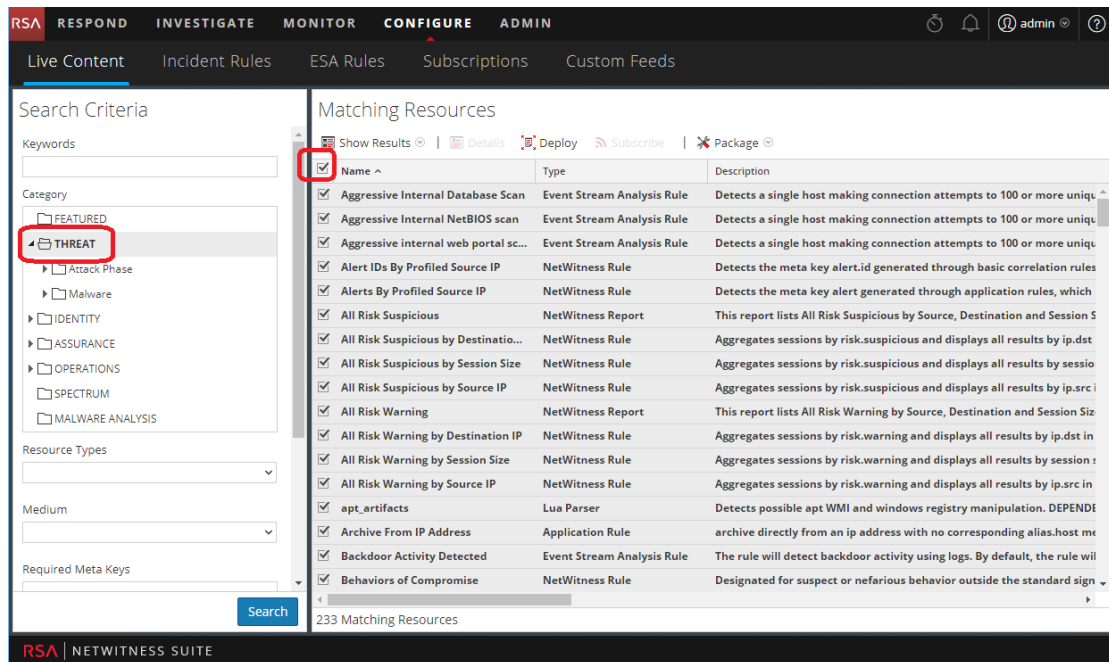 RSA RESPOND INVESTIGATE MONITOR CONFIGURE ADMIN admin ?
Live Content Incident Rules ESA Rules Subscriptions Custom Feeds
Search Criteria
Keywords
Category
FEATURED
THREAT
Attack Phase
Malware
IDENTITY
ASSURANCE
OPERATIONS
SPECTRUM
MALWARE ANALYSIS
Resource Types
Medium
Required Meta Keys
Search
Matching Resources
Show Results | Details Deploy Subscribe | Package
Name Type Description
Aggressive Internal Database Scan Event Stream Analysis Rule Detects a single host making connection attempts to 100 or more uniqu
Aggressive Internal NetBIOS scan Event Stream Analysis Rule Detects a single host making connection attempts to 100 or more uniqu
Aggressive internal web portal sc... Event Stream Analysis Rule Detects a single host making connection attempts to 100 or more uniqu
Alert IDs By Profiled Source IP NetWitness Rule Detects the meta key alert.id generated through basic correlation rules
Alerts By Profiled Source IP NetWitness Rule Detects the meta key alert generated through application rules, which
All Risk Suspicious NetWitness Report This report lists All Risk Suspicious by Source, Destination and Session S
All Risk Suspicious by Destinatio... NetWitness Rule Aggregates sessions by risk.suspicious and displays all results by ip.dst
All Risk Suspicious by Session Size NetWitness Rule Aggregates sessions by risk.suspicious and displays all results by sessio
All Risk Suspicious by Source IP NetWitness Rule Aggregates sessions by risk.suspicious and displays all results by ip.src i
All Risk Warning NetWitness Report This report lists All Risk Warning by Source, Destination and Session Siz
All Risk Warning by Destination IP NetWitness Rule Aggregates sessions by risk.warning and displays all results by ip.dst in
All Risk Warning by Session Size NetWitness Rule Aggregates sessions by risk.warning and displays all results by session s
All Risk Warning by Source IP NetWitness Rule Aggregates sessions by risk.warning and displays all results by ip.src in
apt_artifacts Lua Parser Detects possible apt WMI and windows registry manipulation. DEPENDE
Archive From IP Address Application Rule archive directly from an ip address with no corresponding alias.host me
Backdoor Activity Detected Event Stream Analysis Rule The rule will detect backdoor activity using logs. By default, the rule wil
Behaviors of Compromise NetWitness Rule Designated for suspect or nefarious behavior outside the standard sign
233 Matching Resources
RSA | NETWITNESS SUITE